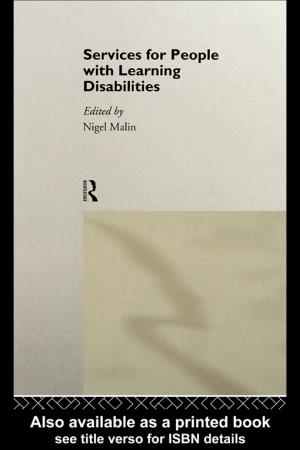 Services for People
with Learning
Disabilities
Edited by
Nigel Malin
R
ROUTLEDGE
Also available as a printed book
see title verso for ISBN details